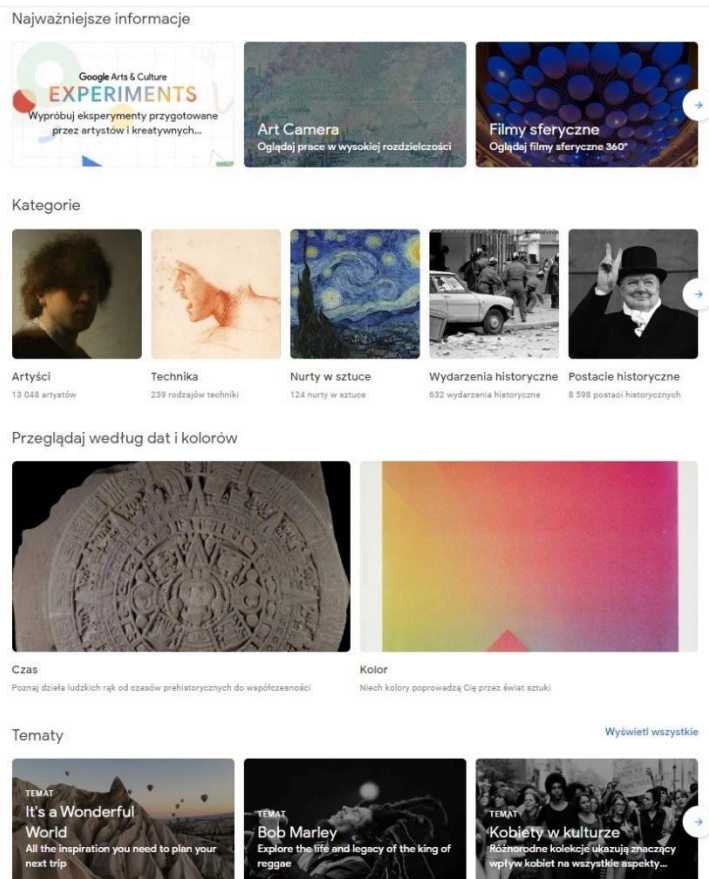 Najważniejsze informacje
Google Arts & Culture
EXPERIMENTS
Wypróbuj eksperymenty przygotowane
przez artystów i kreatywnych...
Art Camera
Oglądaj prace w wysokiej rozdzielczości
Filmy sferyczne
Oglądaj filmy sferyczne 360°
Kategorie
Artyści
13 048 artystów
Technika
239 rodzajów techniki
Nurty w sztuce
124 nurty w sztuce
Wydarzenia historyczne
632 wydarzenia historyczne
Postacie historyczne
8 598 postaci historycznych
Przeglądaj według dat i kolorów
Czas
Poznaj dzieła ludzkich rąk od czasów prehistorycznych do współczesności
Kolor
Niech kolory poprowadzą Cię przez świat sztuki
Tematy
Wyświetl wszystkie
TEMAT
It's a Wonderful
World
All the inspiration you need to plan your
next trip
TEMAT
Bob Marley
Explore the life and legacy of the king of
reggae
TEMAT
Kobiety w kulturze
Różnorodne kolekcje ukazują znaczący
wpływ kobiet na wszystkie aspekty...